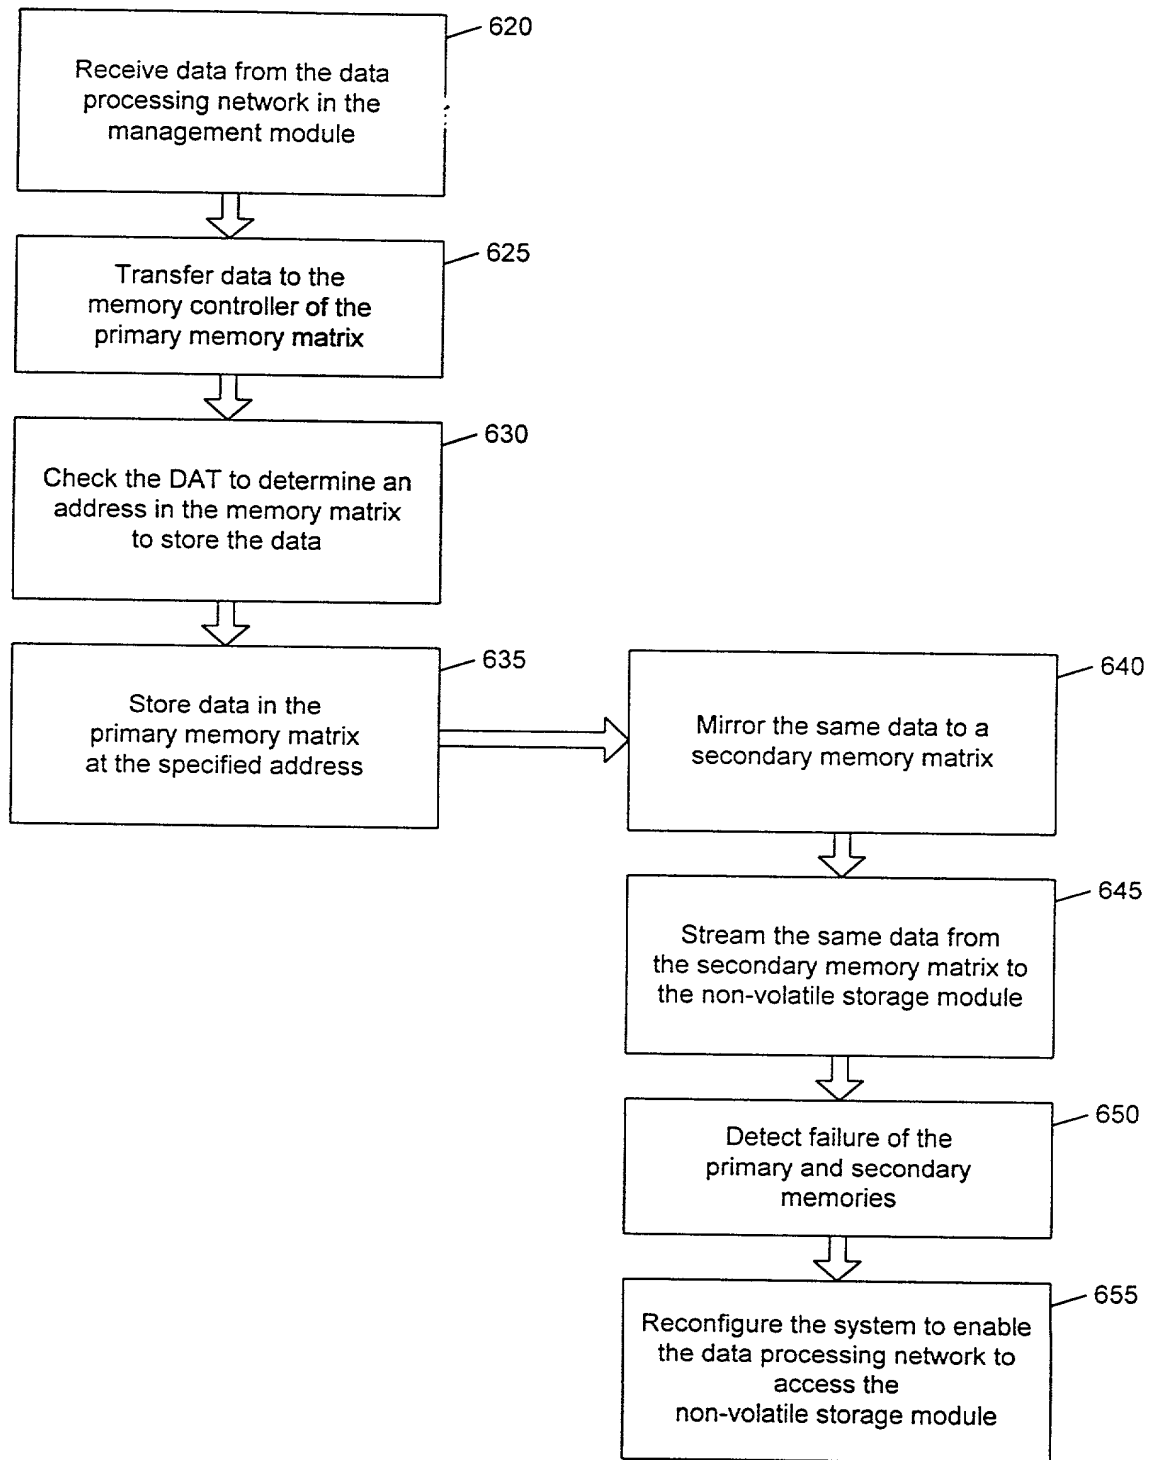 620
Receive data from the data
processing network in the
management module
625
Transfer data to the
memory controller of the
primary memory matrix
630
Check the DAT to determine an
address in the memory matrix
to store the data
635
Store data in the
primary memory matrix
at the specified address
640
Mirror the same data to a
secondary memory matrix
645
Stream the same data from
the secondary memory matrix to
the non-volatile storage module
650
Detect failure of the
primary and secondary
memories
655
Reconfigure the system to enable
the data processing network to
access the
non-volatile storage module